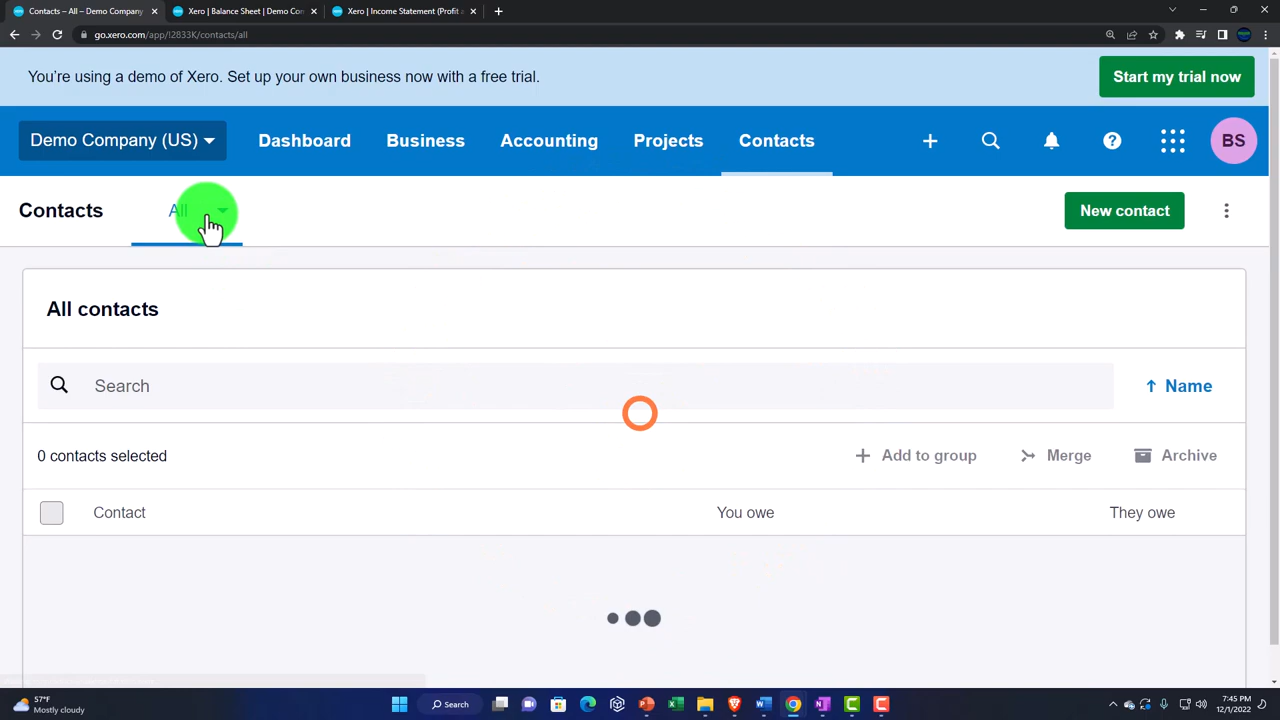 Contacts – All – Demo Company
Xero | Balance Sheet | Demo Con
Xero | Income Statement (Profit a
go.xero.com/app/!2833K/contacts/all
You're using a demo of Xero. Set up your own business now with a free trial.
Start my trial now
Demo Company (US)
Dashboard
Business
Accounting
Projects
Contacts
BS
Contacts
All
New contact
All contacts
Search
Name
0 contacts selected
Add to group
Merge
Archive
Contact
You owe
They owe
57°F
Mostly cloudy
Search
7:45 PM
12/1/2022